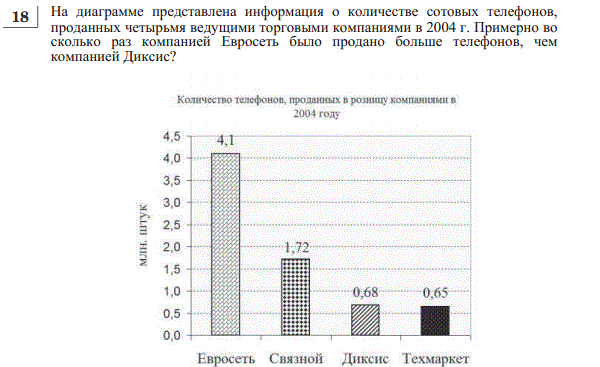 18
На диаграмме представлена информация о количестве сотовых телефонов,
проданных четырьмя ведущими торговыми компаниями в 2004 г. Примерно во
сколько раз компанией Евросеть было продано больше телефонов, чем
компанией Диксис?
Количество телефонов, проданных в розницу компаниями в
2004 году
млн. штук
4,5
4,0
3,5
3,0
2,5
2,0
1,5
1,0
0,5
0,0
4,1
1,72
0,68
0,65
Евросеть Связной Диксис Техмаркет